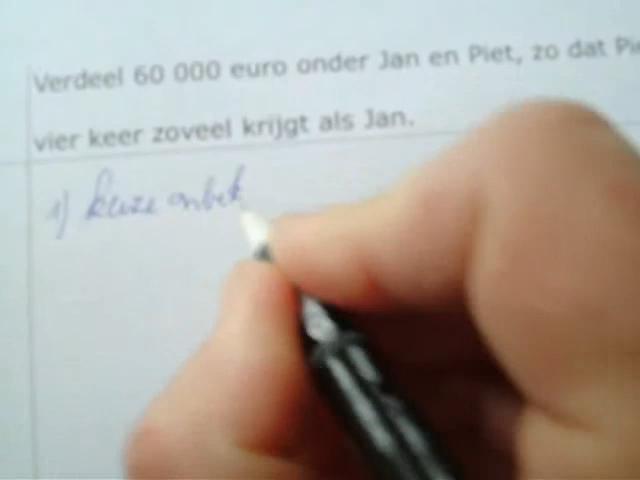 Verdeel 60 000 euro onder Jan en Piet, zo dat Pie
vier keer zoveel krijgt als Jan.
1) keuze onbek